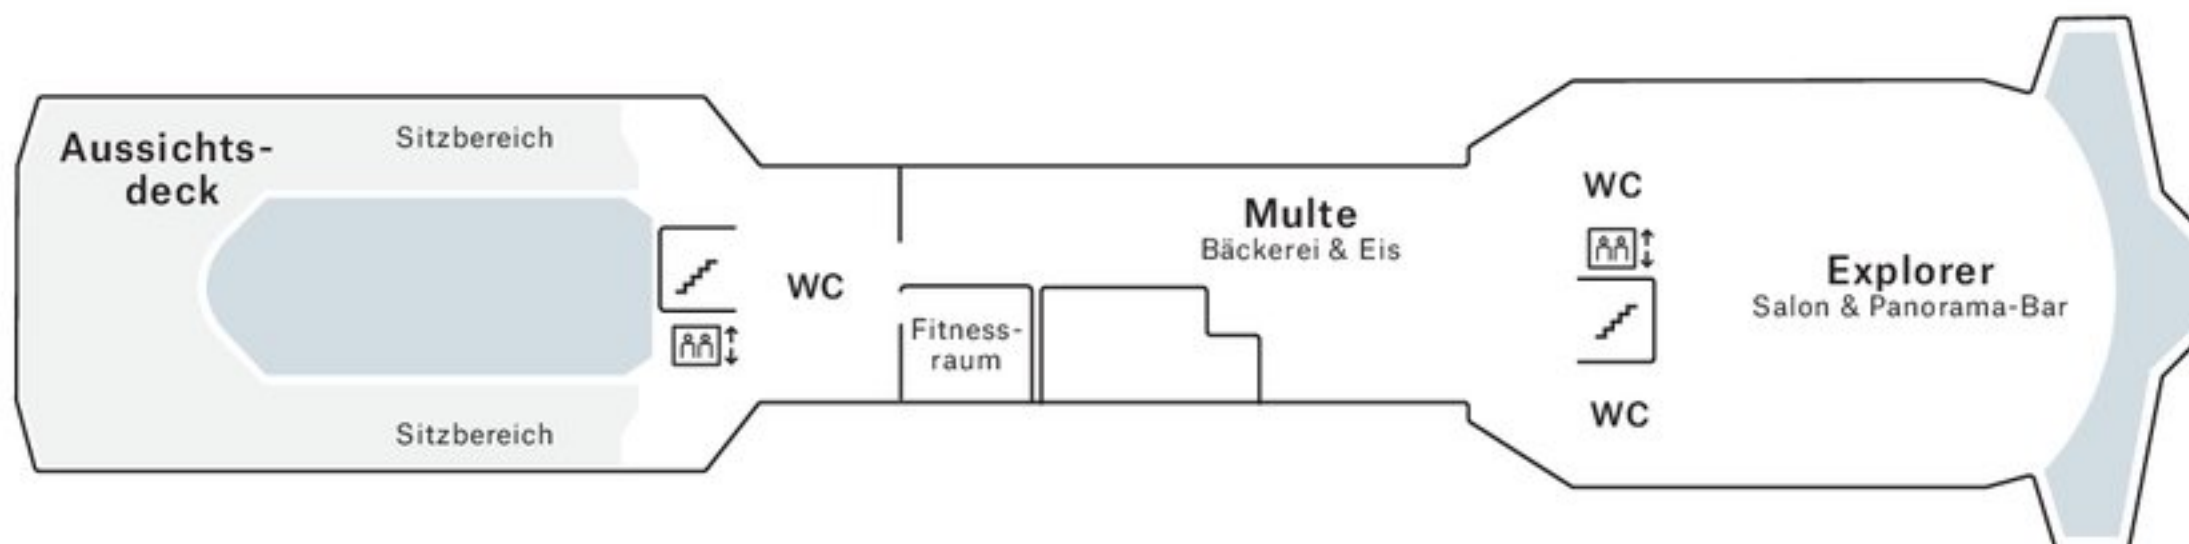 Aussichts-
deck
Sitzbereich
Sitzbereich
WC
Fitness-
raum
Multe
Bäckerei & Eis
WC
WC
Explorer
Salon & Panorama-Bar